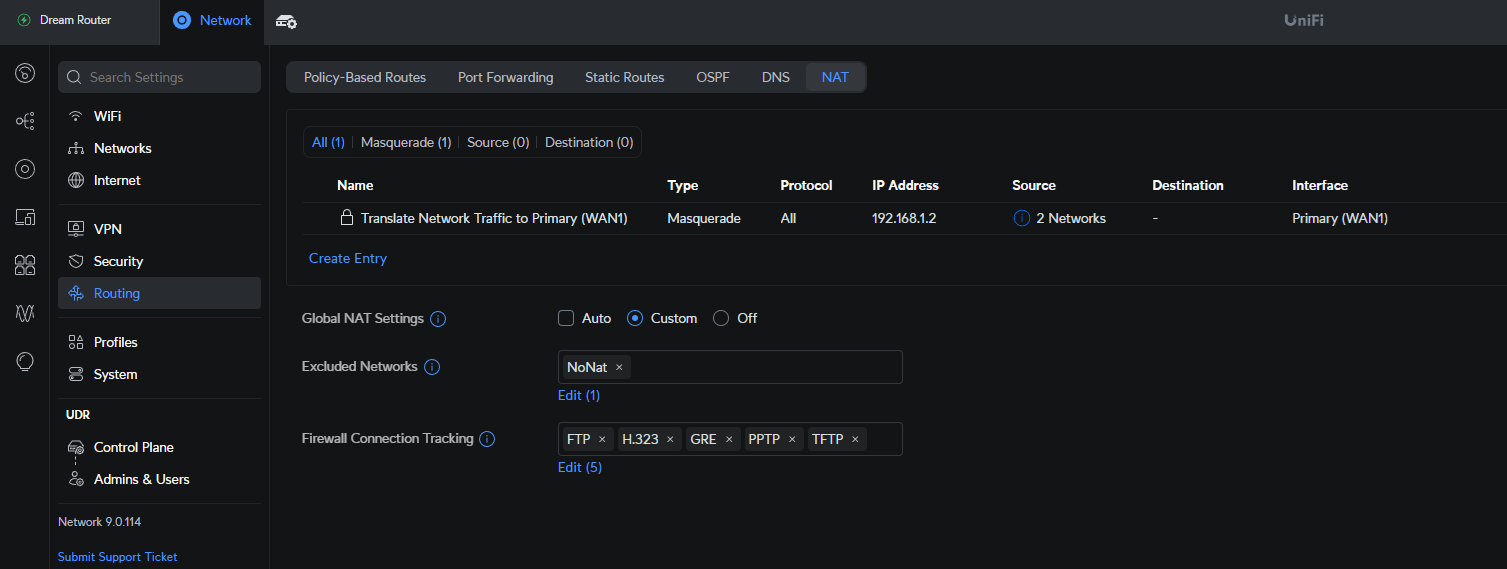 Dream Router Network UniFi
Search Settings
WiFi
Networks
Internet
VPN
Security
Routing
Profiles
System
UDR
Control Plane
Admins & Users
Network 9.0.114
Submit Support Ticket
Policy-Based Routes Port Forwarding Static Routes OSPF DNS NAT
All (1) Masquerade (1) Source (0) Destination (0)
Name Type Protocol IP Address Source Destination Interface
Translate Network Traffic to Primary (WAN1) Masquerade All 192.168.1.2 2 Networks - Primary (WAN1)
Create Entry
Global NAT Settings Auto Custom Off
Excluded Networks NoNat ×
Edit (1)
Firewall Connection Tracking FTP × H.323 × GRE × PPTP × TFTP ×
Edit (5)